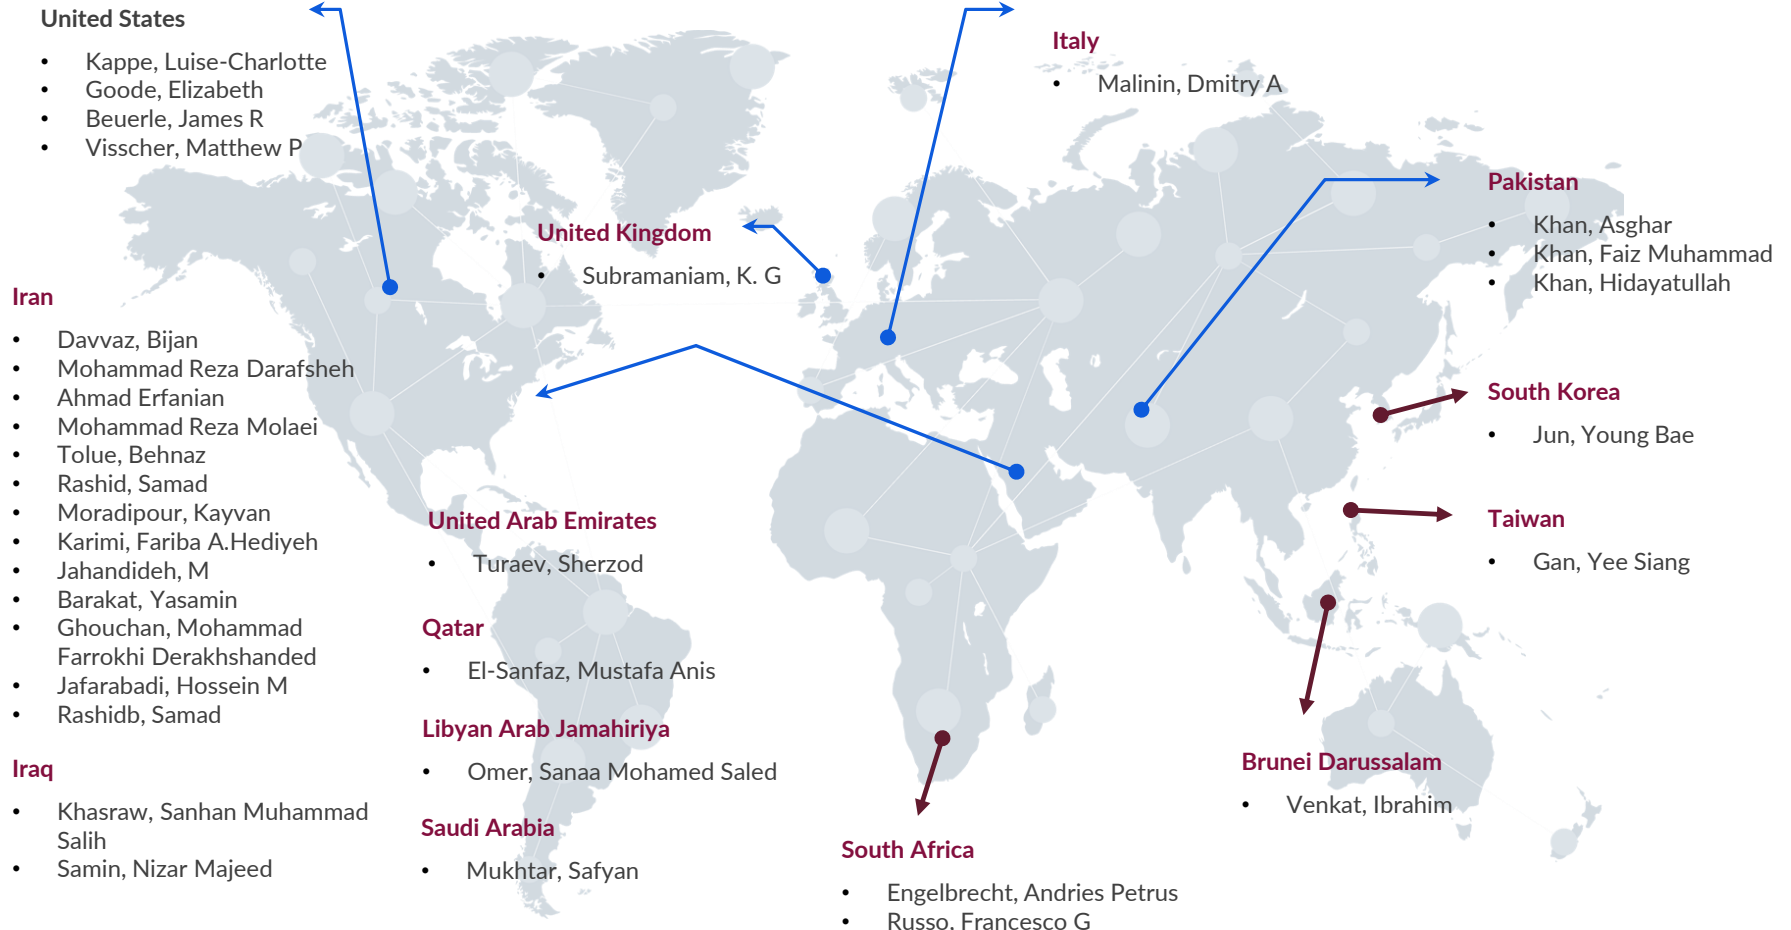 United States
• Kappe, Luise-Charlotte
• Goode, Elizabeth
• Beuerle, James R
• Visscher, Matthew P
Italy
• Malinin, Dmitry A
Pakistan
• Khan, Asghar
• Khan, Faiz Muhammad
• Khan, Hidayatullah
United Kingdom
• Subramaniam, K. G
Iran
• Davvaz, Bijan
• Mohammad Reza Darafsheh
• Ahmad Erfanian
• Mohammad Reza Molaei
• Tolue, Behnaz
• Rashid, Samad
• Moradipour, Kayvan
• Karimi, Fariba A.Hediyeh
• Jahandideh, M
• Barakat, Yasamin
• Ghouchan, Mohammad
Farrokhi Derakhshanded
• Jafarabadi, Hossein M
• Rashidb, Samad
Iraq
• Khasraw, Sanhan Muhammad
Salih
• Samin, Nizar Majeed
United Arab Emirates
• Turaev, Sherzod
Qatar
• El-Sanfaz, Mustafa Anis
Libyan Arab Jamahiriya
• Omer, Sanaa Mohamed Saled
Saudi Arabia
• Mukhtar, Safyan
South Africa
• Engelbrecht, Andries Petrus
• Russo, Francesco G
South Korea
• Jun, Young Bae
Taiwan
• Gan, Yee Siang
Brunei Darussalam
• Venkat, Ibrahim